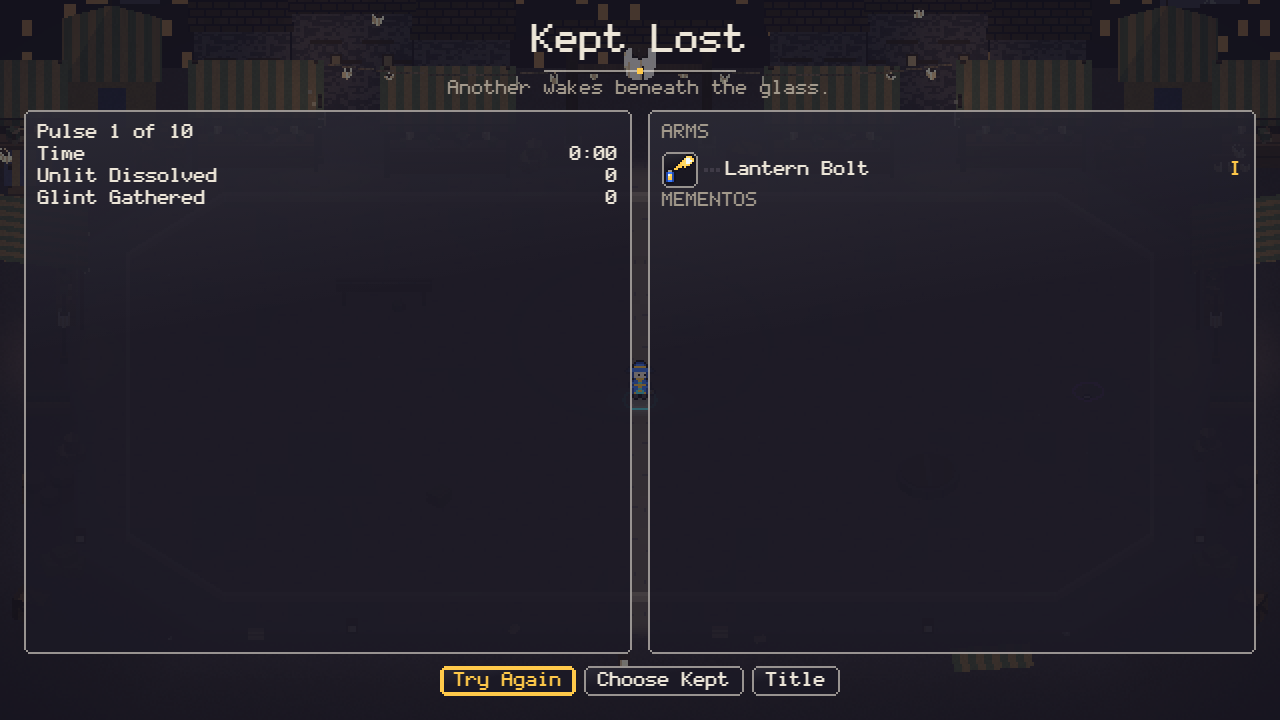 Kept Lost
Another Wakes beneath the glass.
Pulse 1 of 10
Time 0:00
Unlit Dissolved 0
Glint Gathered 0
ARMS
Lantern Bolt I
MEMENTOS
Try Again Choose Kept Title